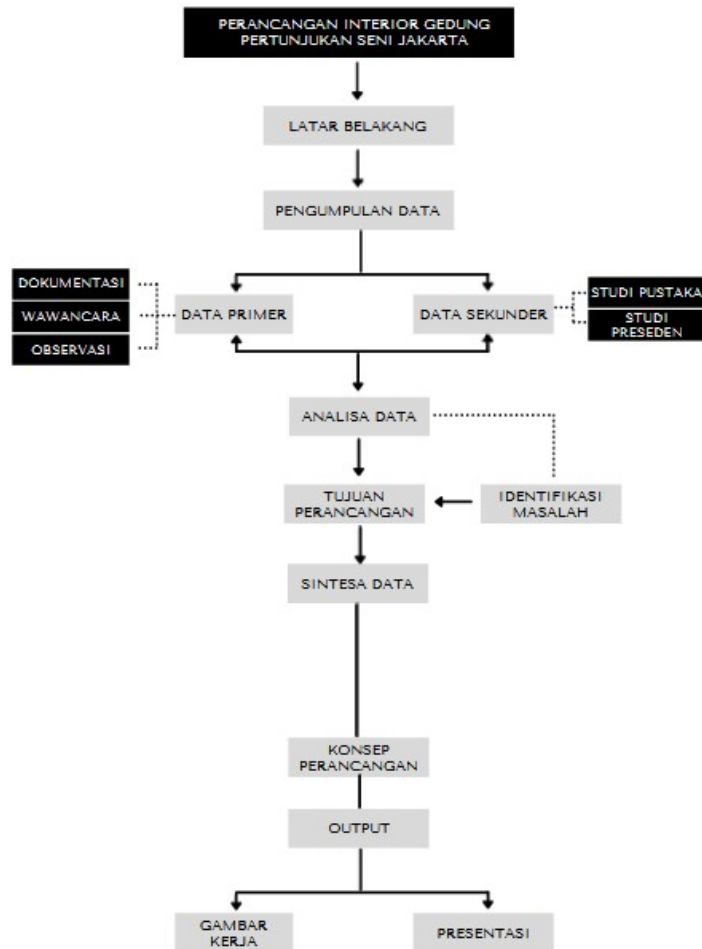 PERANCANGAN INTERIOR GEDUNG
PERTUNJUKAN SENI JAKARTA
LATAR BELAKANG
PENGUMPULAN DATA
DOKUMENTASI
WAWANCARA
OBSERVASI
DATA PRIMER
DATA SEKUNDER
STUDI PUSTAKA
STUDI
PRESEDEN
ANALISA DATA
TUJUAN
PERANCANGAN
IDENTIFIKASI
MASALAH
SINTESA DATA
KONSEP
PERANCANGAN
OUTPUT
GAMBAR
KERJA
PRESENTASI